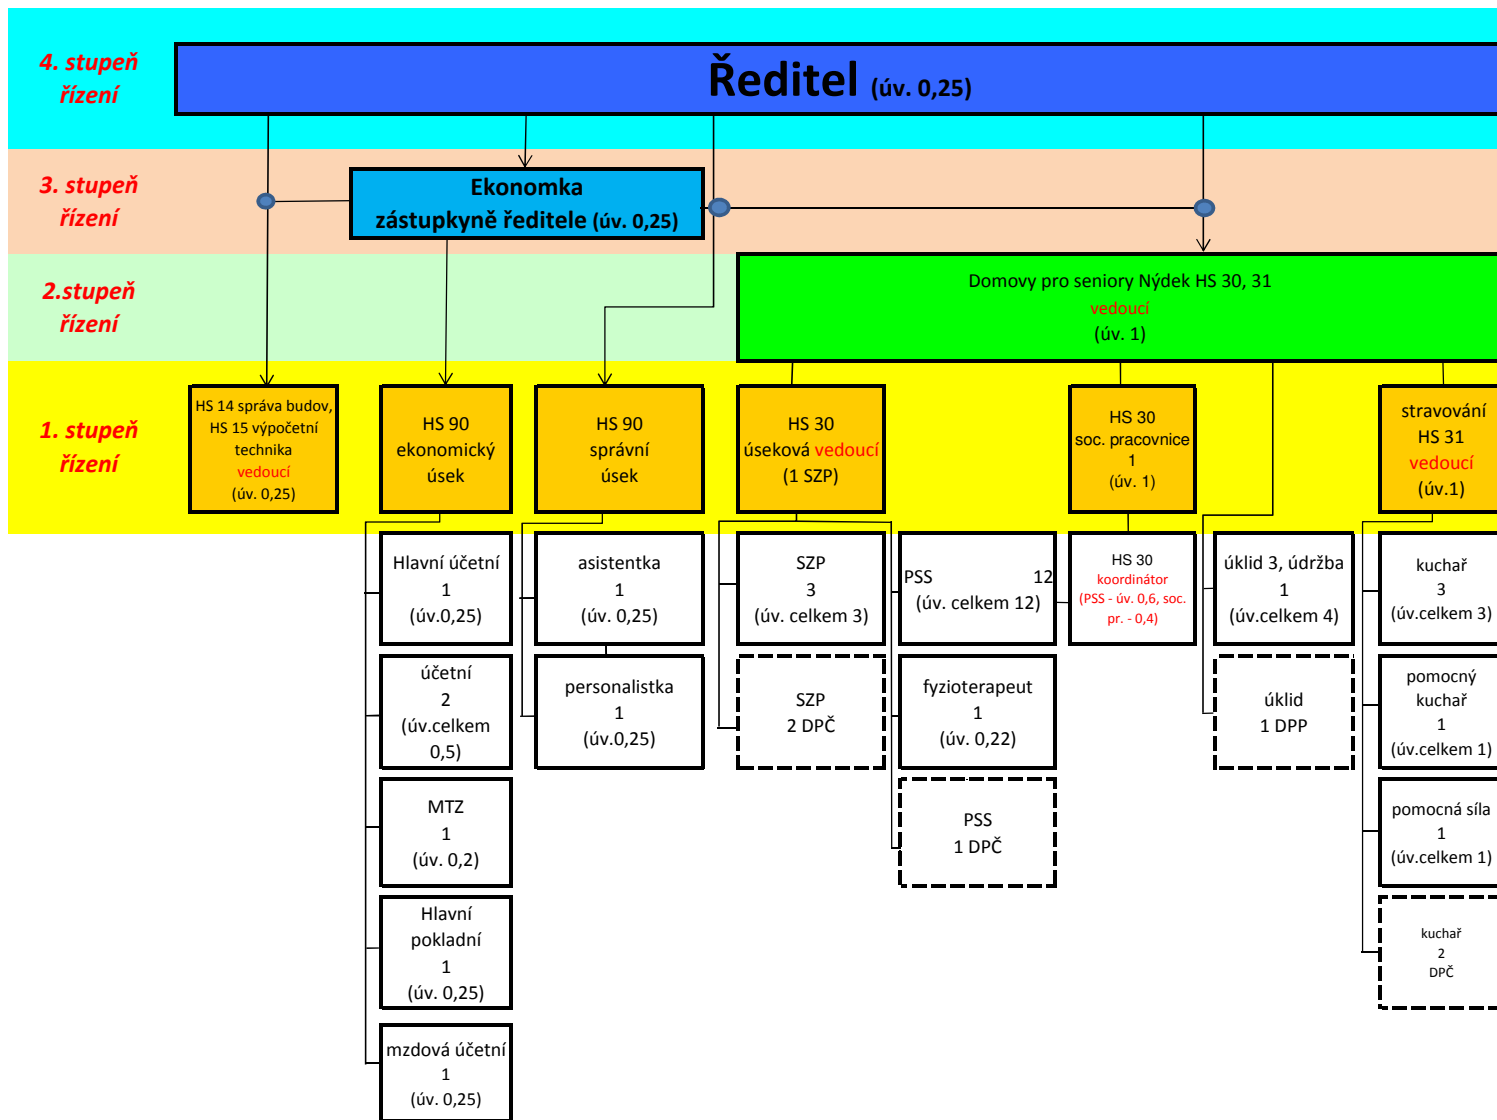 4. stupeň
řízení
Ředitel (úv. 0,25)
3. stupeň
řízení
Ekonomka
zástupkyně ředitele (úv. 0,25)
2.stupeň
řízení
Domovy pro seniory Nýdek HS 30, 31
vedoucí
(úv. 1)
1. stupeň
řízení
HS 14 správa budov,
HS 15 výpočetní
technika
vedoucí
(úv. 0,25)
HS 90
ekonomický
úsek
HS 90
správní
úsek
HS 30
úseková vedoucí
(1 SZP)
HS 30
soc. pracovnice
1
(úv. 1)
stravování
HS 31
vedoucí
(úv.1)
Hlavní účetní
1
(úv.0,25)
asistentka
1
(úv. 0,25)
SZP
3
(úv. celkem 3)
PSS 12
(úv. celkem 12)
HS 30
koordinátor
(PSS - úv. 0,6, soc.
pr. - 0,4)
úklid 3, údržba
1
(úv.celkem 4)
kuchař
3
(úv.celkem 3)
účetní
2
(úv.celkem
0,5)
personalistka
1
(úv.0,25)
SZP
2 DPČ
fyzioterapeut
1
(úv. 0,22)
úklid
1 DPP
pomocný
kuchař
1
(úv.celkem 1)
MTZ
1
(úv. 0,2)
PSS
1 DPČ
pomocná síla
1
(úv.celkem 1)
Hlavní
pokladní
1
(úv. 0,25)
kuchař
2
DPČ
mzdová účetní
1
(úv. 0,25)